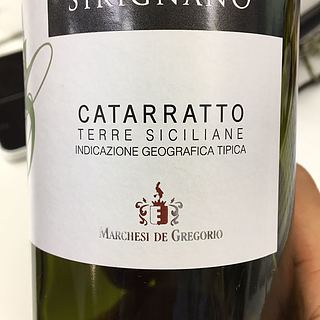 SIRIGNANO
CATARRATTO
TERRE SICILIANE
INDICAZIONE GEOGRAFICA TIPICA
MARCHESI DE GREGORIO